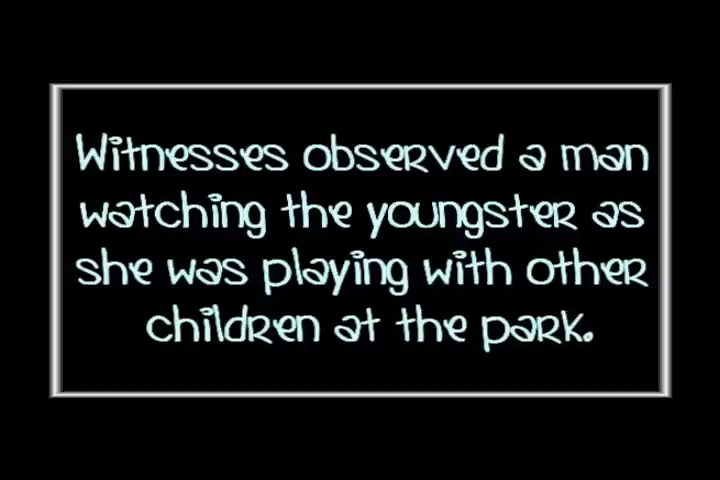 Witnesses observed a man
watching the youngster as
she was playing with other
children at the park.